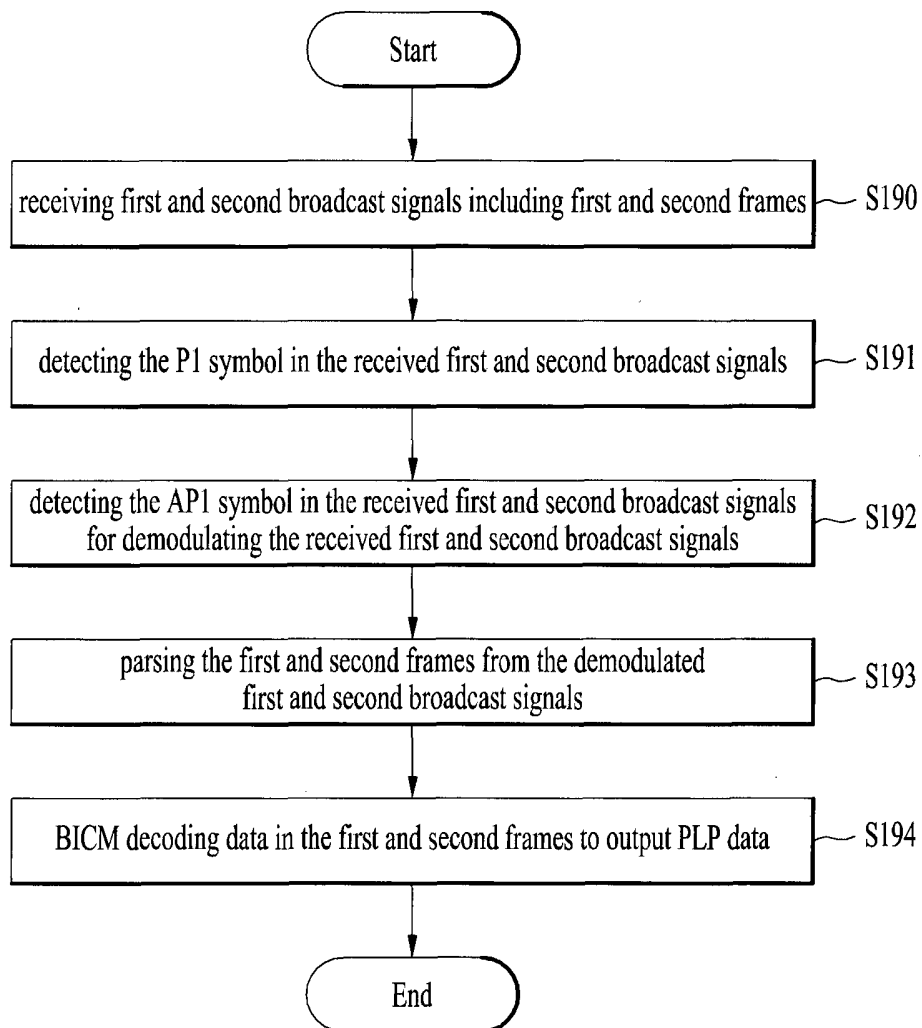 Start
receiving first and second broadcast signals including first and second frames
S190
detecting the P1 symbol in the received first and second broadcast signals
S191
detecting the AP1 symbol in the received first and second broadcast signals
for demodulating the received first and second broadcast signals
S192
parsing the first and second frames from the demodulated
first and second broadcast signals
S193
BICM decoding data in the first and second frames to output PLP data
S194
End